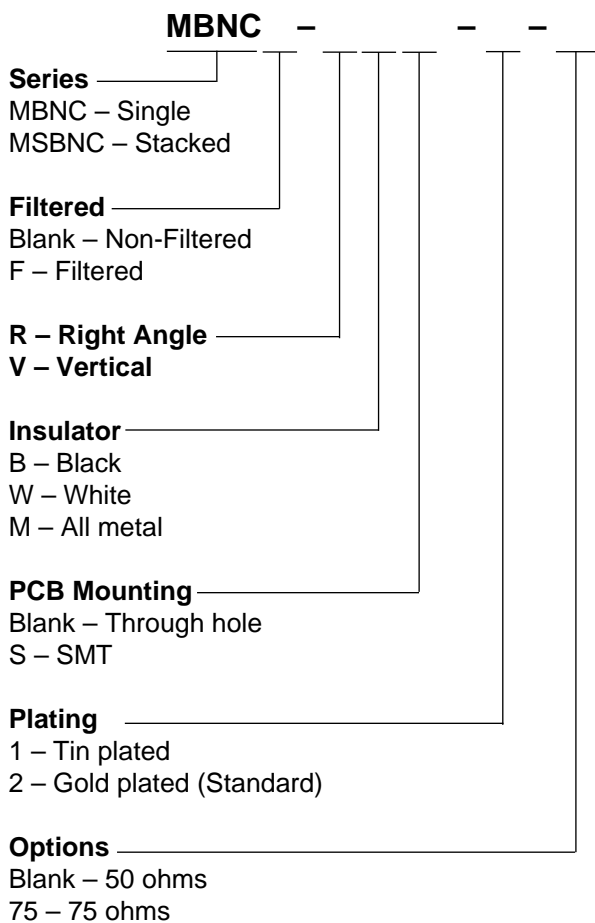 MBNC – – –
Series
MBNC – Single
MSBNC – Stacked
Filtered
Blank – Non-Filtered
F – Filtered
R – Right Angle
V – Vertical
Insulator
B – Black
W – White
M – All metal
PCB Mounting
Blank – Through hole
S – SMT
Plating
1 – Tin plated
2 – Gold plated (Standard)
Options
Blank – 50 ohms
75 – 75 ohms